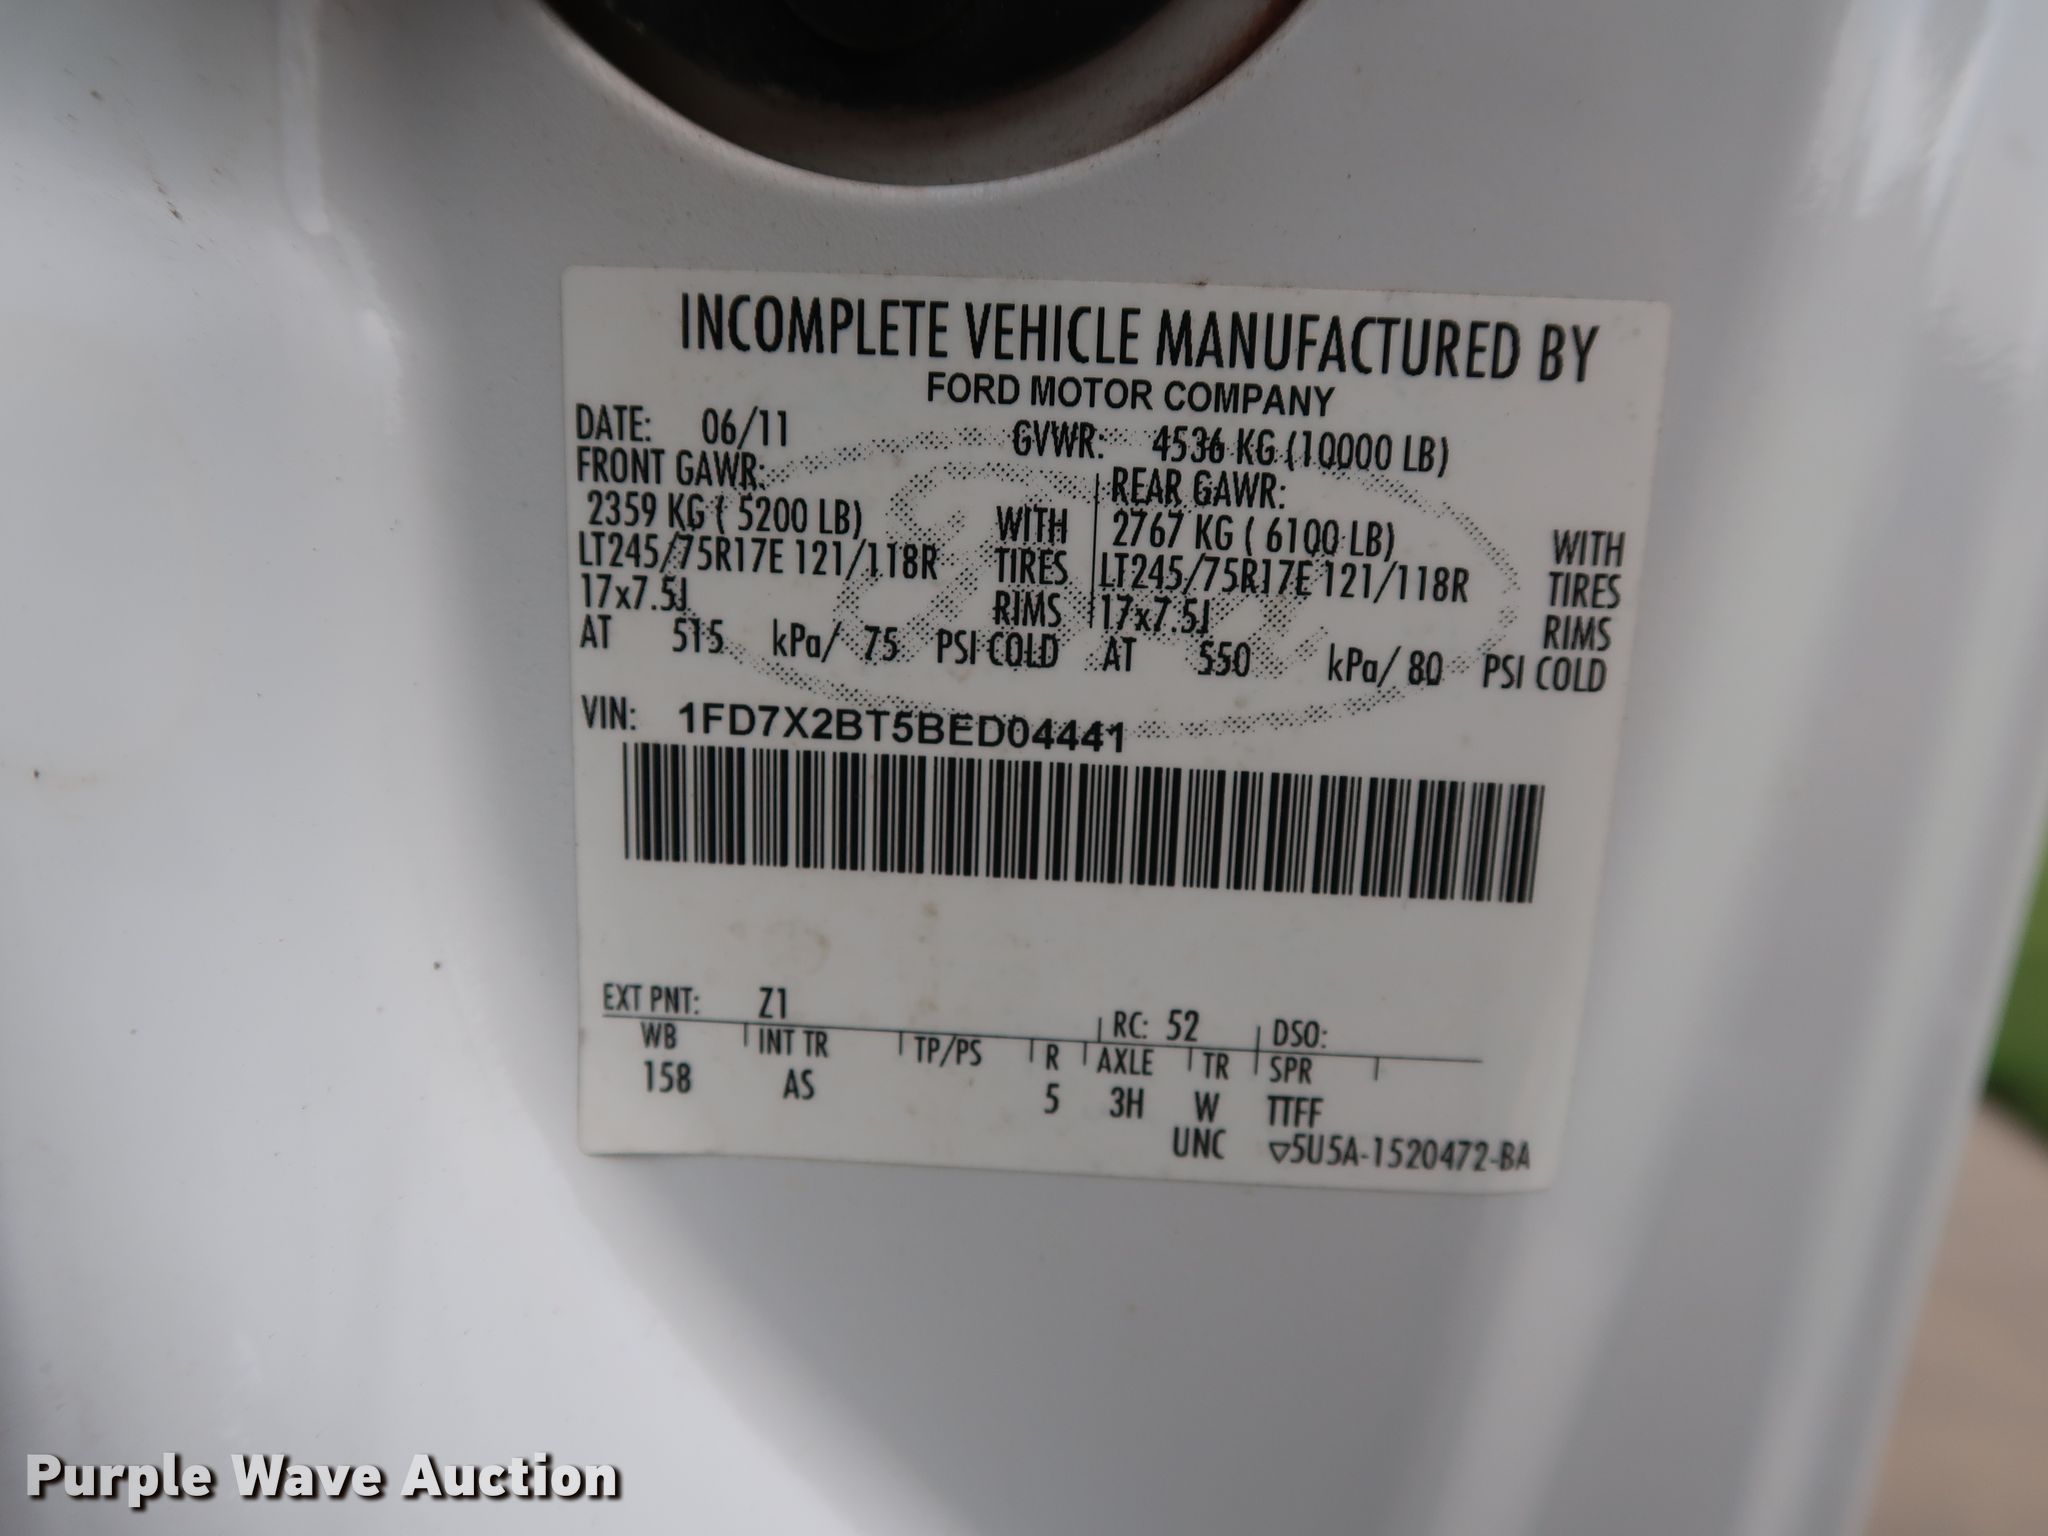 INCOMPLETE VEHICLE MANUFACTURED BY
FORD MOTOR COMPANY
DATE: 06/11 GVWR: 4536 KG (10000 LB)
FRONT GAWR: REAR GAWR:
2359 KG ( 5200 LB) WITH 2767 KG ( 6100 LB) WITH
LT245/75R17E 121/118R TIRES LT245/75R17E 121/118R TIRES
17x7.5J RIMS 17x7.5J RIMS
AT 515 kPa/ 75 PSI COLD AT 550 kPa/ 80 PSI COLD
VIN: 1FD7X2BT5BED04441
EXT PNT: Z1 RC: 52 DSO:
WB INT TR TP/PS R AXLE TR SPR
158 AS 5 3H W TTFF
UNC ▽5U5A-1520472-BA
Purple Wave Auction